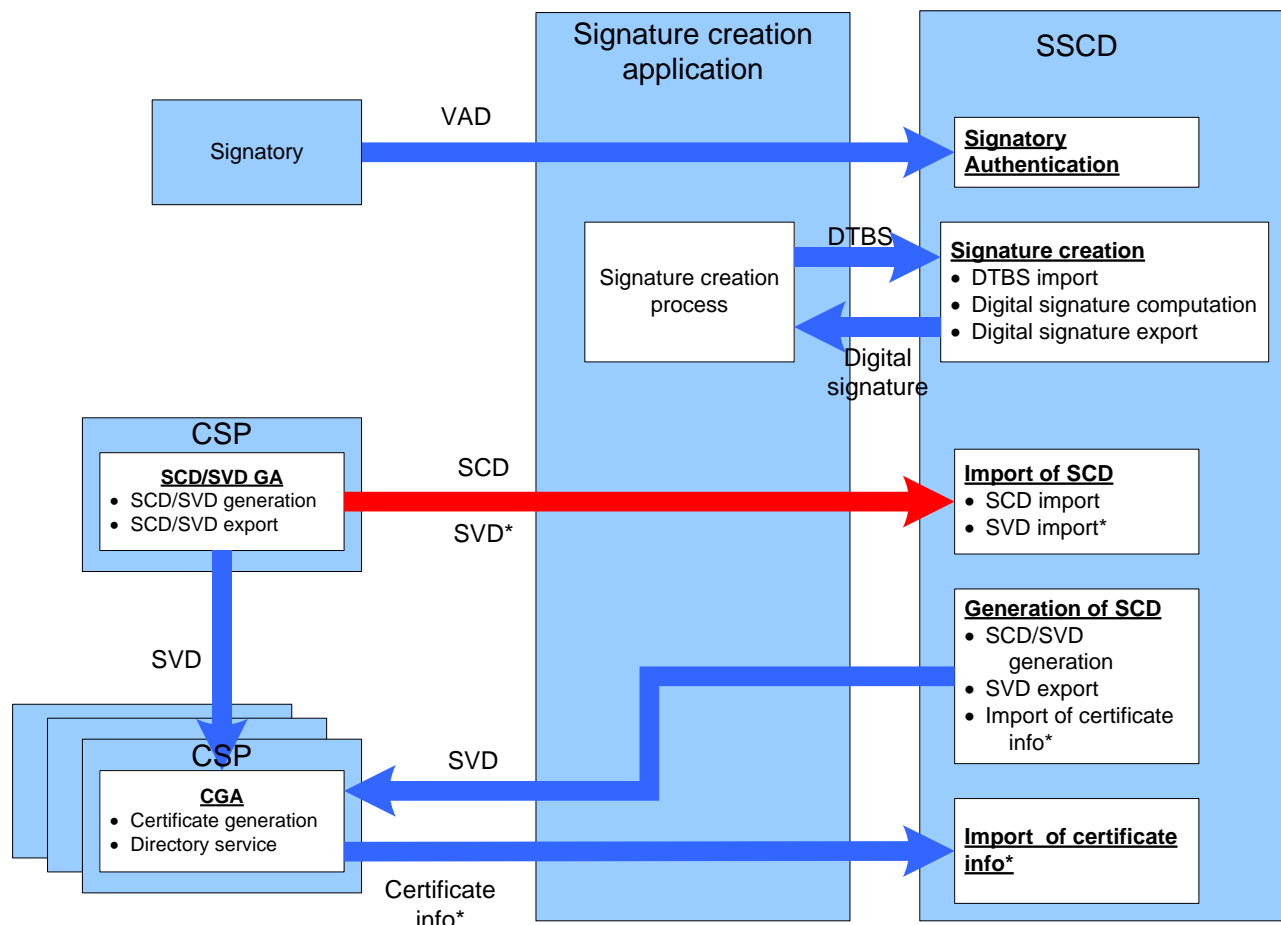 Signature creation
application
SSCD
VAD
Signatory
Signatory
Authentication
DTBS
Signature creation
process
Signature creation
• DTBS import
• Digital signature computation
• Digital signature export
Digital
signature
CSP
SCD/SVD GA
• SCD/SVD generation
• SCD/SVD export
SCD
SVD*
Import of SCD
• SCD import
• SVD import*
Generation of SCD
• SCD/SVD
generation
• SVD export
• Import of certificate
info*
SVD
CSP
SVD
CGA
• Certificate generation
• Directory service
Import of certificate
info*
Certificate
info*